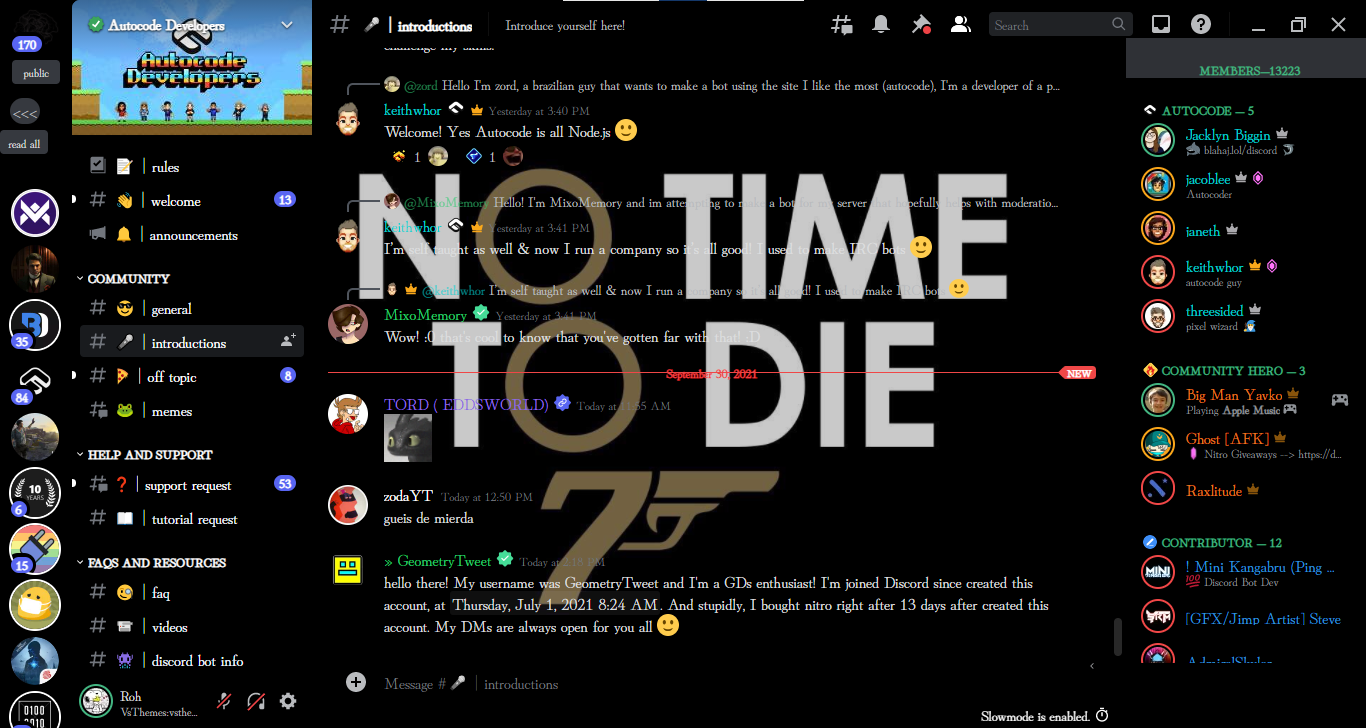 170
public
<<<
read all
35
84
10
YEARS
6
15
0100
Autocode Developers
Autocode
Developers
rules
welcome
13
announcements
COMMUNITY
general
introductions
off topic
8
memes
HELP AND SUPPORT
support request
53
tutorial request
FAQS AND RESOURCES
faq
videos
discord bot info
Roh
VsThemes:vsthe...
introductions
Introduce yourself here!
Search
challenge my skills.
@zord Hello I'm zord, a brazilian guy that wants to make a bot using the site I like the most (autocode), I'm a developer of a p...
keithwhor Yesterday at 3:40 PM
Welcome! Yes Autocode is all Node.js 🙂
1 1
NO TIME
TO DIE
7
@MixoMemory Hello! I'm MixoMemory and im attempting to make a bot for my server that hopefully helps with moderatio...
keithwhor Yesterday at 3:41 PM
I'm self taught as well & now I run a company so it's all good! I used to make IRC bots 🙂
@keithwhor I'm self taught as well & now I run a company so it's all good! I used to make IRC bots 🙂
MixoMemory Yesterday at 3:41 PM
Wow! :0 that's cool to know that you've gotten far with that! :D
September 30, 2021
NEW
TORD ( EDDSWORLD) Today at 11:55 AM
zodaYT Today at 12:50 PM
gueis de mierda
» GeometryTweet Today at 2:18 PM
hello there! My username was GeometryTweet and I'm a GDs enthusiast! I'm joined Discord since created this
account, at Thursday, July 1, 2021 8:24 AM. And stupidly, I bought nitro right after 13 days after created this
account. My DMs are always open for you all 🙂
Message # 🎤 | introductions
Slowmode is enabled.
MEMBERS—13223
AUTOCODE — 5
Jacklyn Biggin
blahaj.lol/discord
jacoblee
Autocoder
janeth
keithwhor
autocode guy
threesided
pixel wizard
COMMUNITY HERO — 3
Big Man Yavko
Playing Apple Music
Ghost [AFK]
Nitro Giveaways --> https://d...
Raxlitude
CONTRIBUTOR — 12
MINI
! Mini Kangabru (Ping ...
Discord Bot Dev
[GFX/Jimp Artist] Steve